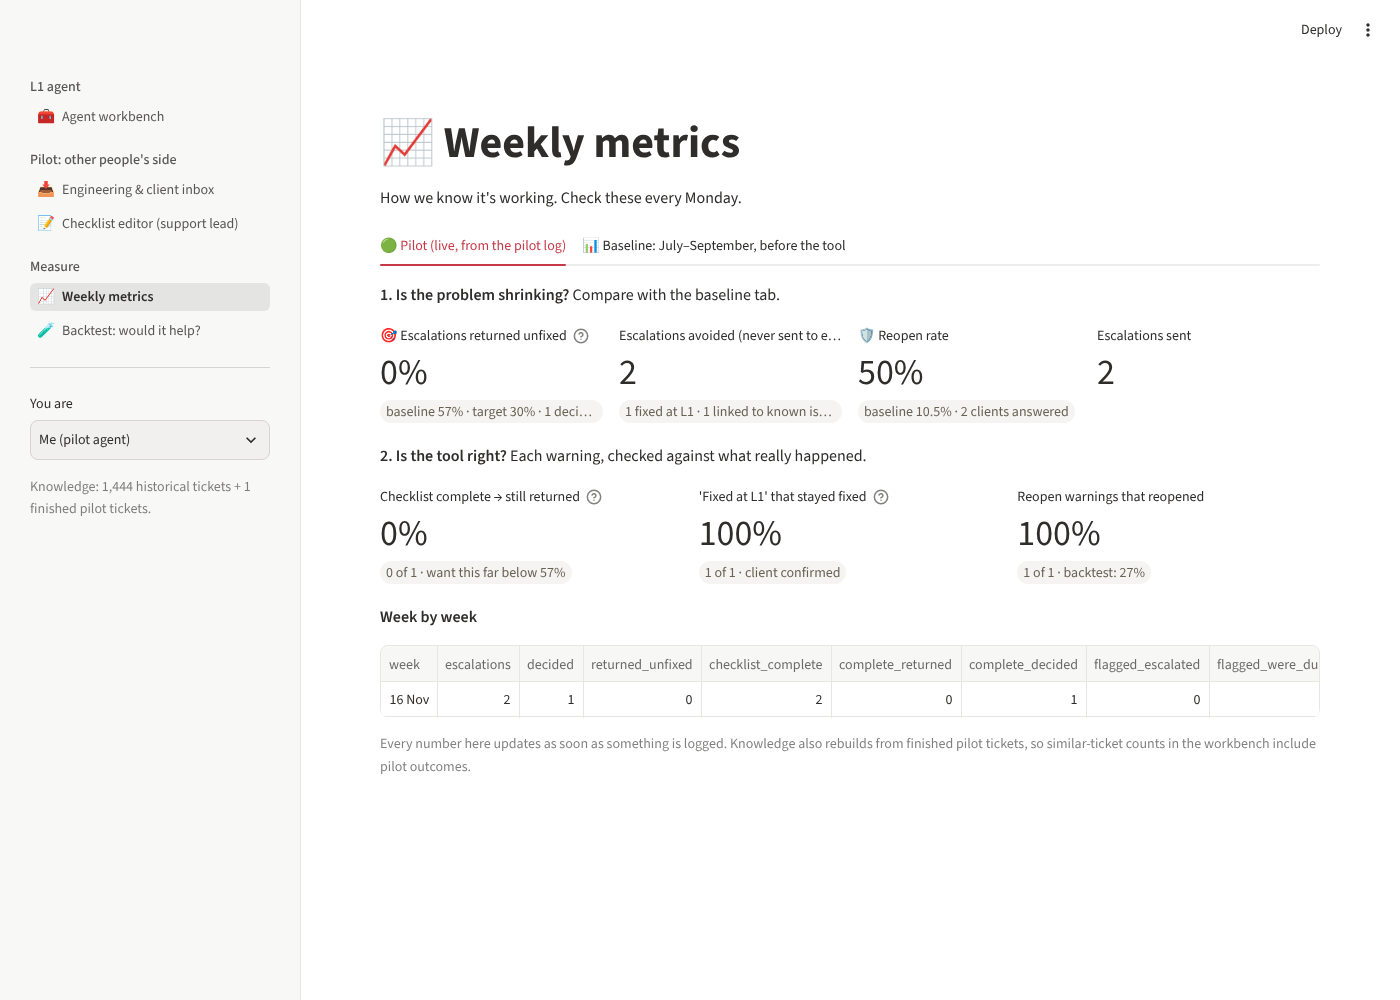 Deploy
L1 agent
🧰 Agent workbench
Pilot: other people's side
📥 Engineering & client inbox
📝 Checklist editor (support lead)
Measure
📈 Weekly metrics
🧪 Backtest: would it help?
You are
Me (pilot agent)
Knowledge: 1,444 historical tickets + 1
finished pilot tickets.
📈 Weekly metrics
How we know it's working. Check these every Monday.
🟢 Pilot (live, from the pilot log) 📊 Baseline: July–September, before the tool
1. Is the problem shrinking? Compare with the baseline tab.
🎯 Escalations returned unfixed Escalations avoided (never sent to e… 🛡️ Reopen rate Escalations sent
0% 2 50% 2
baseline 57% · target 30% · 1 deci… 1 fixed at L1 · 1 linked to known is… baseline 10.5% · 2 clients answered
2. Is the tool right? Each warning, checked against what really happened.
Checklist complete → still returned 'Fixed at L1' that stayed fixed Reopen warnings that reopened
0% 100% 100%
0 of 1 · want this far below 57% 1 of 1 · client confirmed 1 of 1 · backtest: 27%
Week by week
week escalations decided returned_unfixed checklist_complete complete_returned complete_decided flagged_escalated flagged_were_du
16 Nov 2 1 0 2 0 1 0
Every number here updates as soon as something is logged. Knowledge also rebuilds from finished pilot tickets, so similar-ticket counts in the workbench include
pilot outcomes.